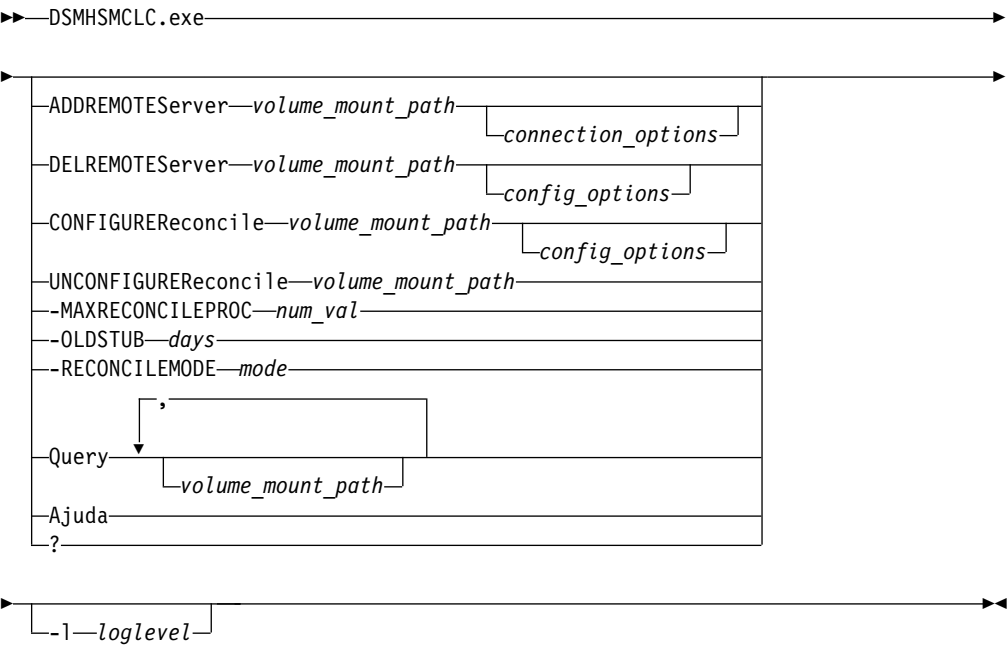 DSMHSMCLC.exe
ADDREMOTEServer volume_mount_path
connection_options
DELREMOTEServer volume_mount_path
config_options
CONFIGUREReconcile volume_mount_path
config_options
UNCONFIGUREReconcile volume_mount_path
-MAXRECONCILEPROC num_val
-OLDSTUB days
-RECONCILEMODE mode
,
Query
volume_mount_path
Ajuda
?
-l loglevel